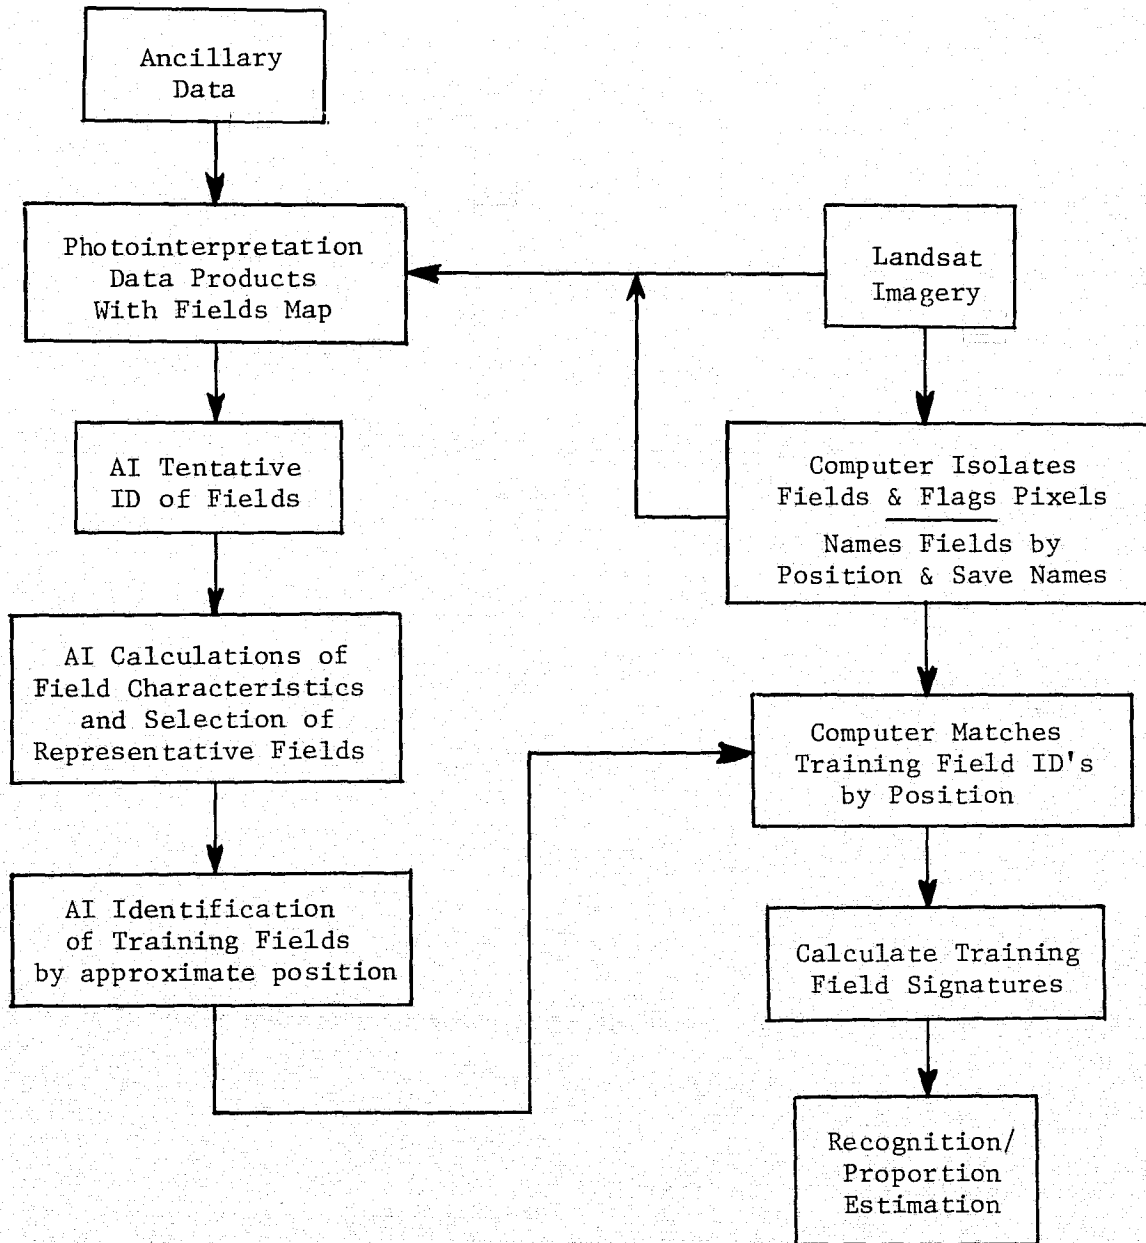 Ancillary
Data
Photointerpretation
Data Products
With Fields Map
AI Tentative
ID of Fields
AI Calculations of
Field Characteristics
and Selection of
Representative Fields
AI Identification
of Training Fields
by approximate position
Landsat
Imagery
Computer Isolates
Fields & Flags Pixels
Names Fields by
Position & Save Names
Computer Matches
Training Field ID's
by Position
Calculate Training
Field Signatures
Recognition/
Proportion
Estimation